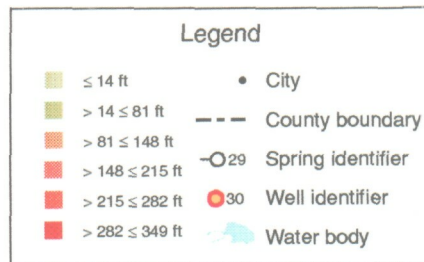 Legend
≤ 14 ft
> 14 ≤ 81 ft
> 81 ≤ 148 ft
> 148 ≤ 215 ft
> 215 ≤ 282 ft
> 282 ≤ 349 ft
City
County boundary
29 Spring identifier
30 Well identifier
Water body